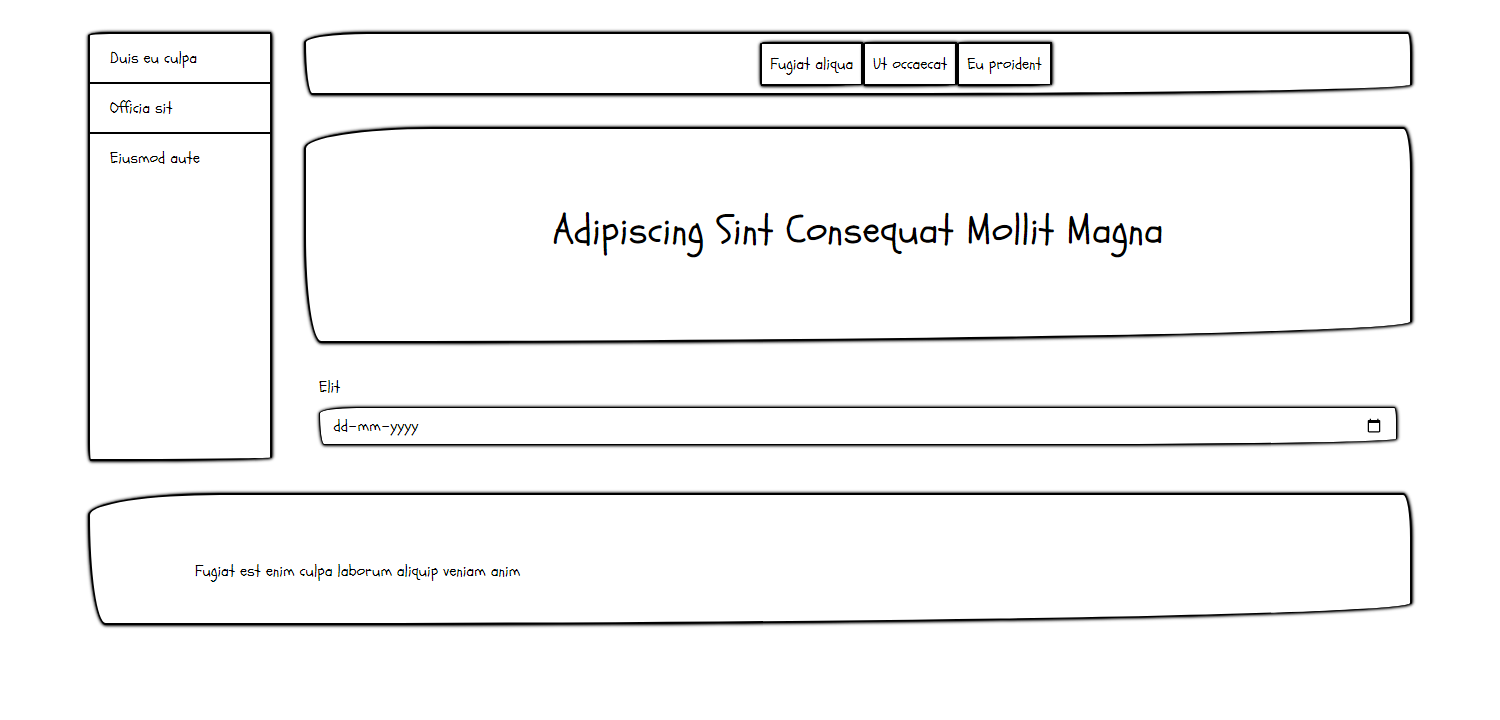 Duis eu culpa
Officia sit
Eiusmod aute
Fugiat aliqua
Ut occaecat
Eu proident
Adipiscing Sint Consequat Mollit Magna
Elit
dd-mm-yyyy
Fugiat est enim culpa laborum aliquip veniam anim